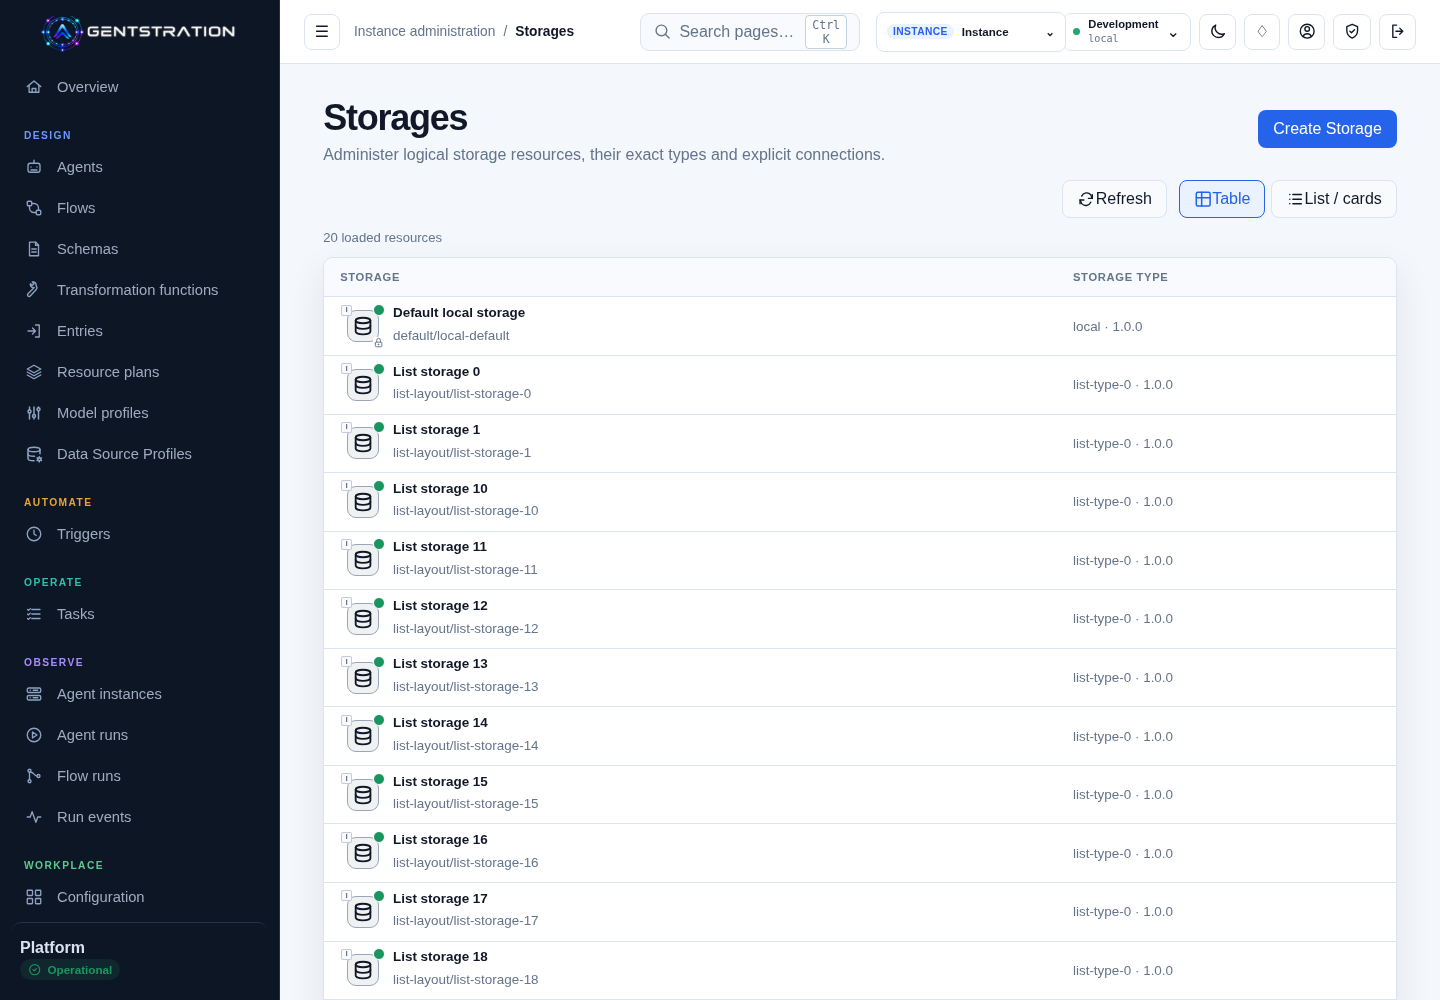 GENTSTRATION
Overview
DESIGN
Agents
Flows
Schemas
Transformation functions
Entries
Resource plans
Model profiles
Data Source Profiles
AUTOMATE
Triggers
OPERATE
Tasks
OBSERVE
Agent instances
Agent runs
Flow runs
Run events
WORKPLACE
Configuration
Platform
Operational
Instance administration / Storages
Search pages… Ctrl K
INSTANCE Instance
Development
local
Storages
Administer logical storage resources, their exact types and explicit connections.
Create Storage
Refresh Table List / cards
20 loaded resources
STORAGE STORAGE TYPE
I Default local storage
default/local-default
local · 1.0.0
I List storage 0
list-layout/list-storage-0
list-type-0 · 1.0.0
I List storage 1
list-layout/list-storage-1
list-type-0 · 1.0.0
I List storage 10
list-layout/list-storage-10
list-type-0 · 1.0.0
I List storage 11
list-layout/list-storage-11
list-type-0 · 1.0.0
I List storage 12
list-layout/list-storage-12
list-type-0 · 1.0.0
I List storage 13
list-layout/list-storage-13
list-type-0 · 1.0.0
I List storage 14
list-layout/list-storage-14
list-type-0 · 1.0.0
I List storage 15
list-layout/list-storage-15
list-type-0 · 1.0.0
I List storage 16
list-layout/list-storage-16
list-type-0 · 1.0.0
I List storage 17
list-layout/list-storage-17
list-type-0 · 1.0.0
I List storage 18
list-layout/list-storage-18
list-type-0 · 1.0.0